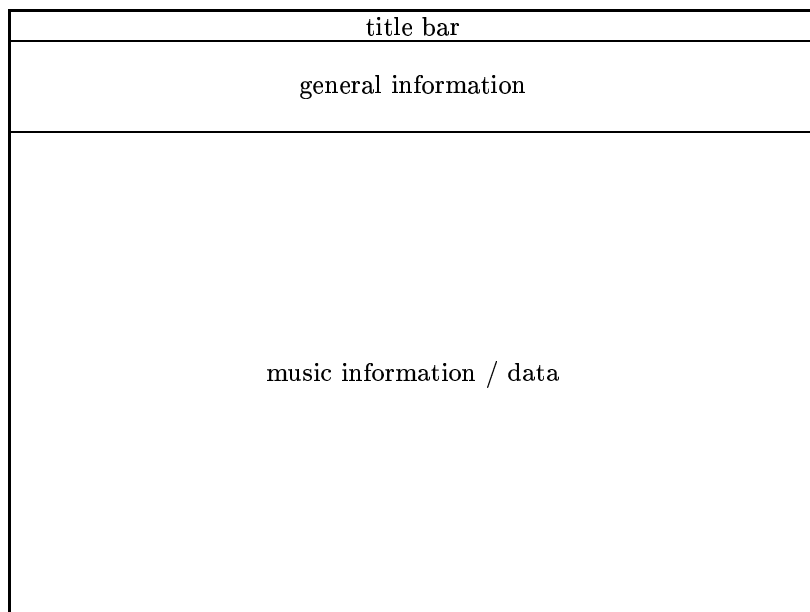 title bar
general information
music information / data